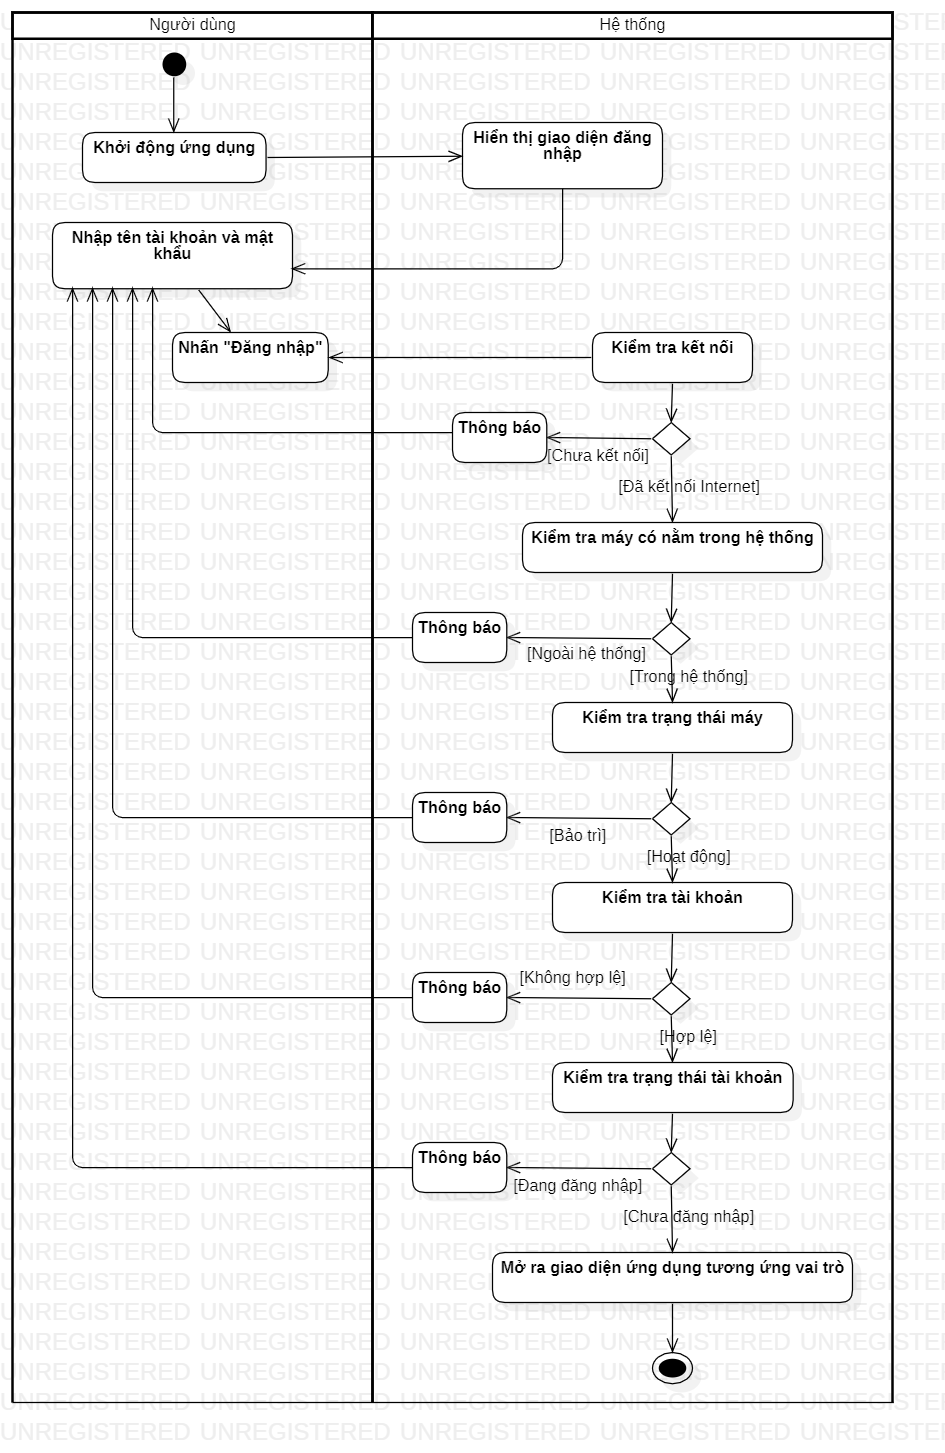 Người dùng
Hệ thống
Khởi động ứng dụng
Hiển thị giao diện đăng
nhập
Nhập tên tài khoản và mật
khẩu
Nhấn "Đăng nhập"
Kiểm tra kết nối
Thông báo
[Chưa kết nối]
[Đã kết nối Internet]
Kiểm tra máy có nằm trong hệ thống
Thông báo
[Ngoài hệ thống]
[Trong hệ thống]
Kiểm tra trạng thái máy
Thông báo
[Bảo trì]
[Hoạt động]
Kiểm tra tài khoản
[Không hợp lệ]
Thông báo
[Hợp lệ]
Kiểm tra trạng thái tài khoản
Thông báo
[Đang đăng nhập]
[Chưa đăng nhập]
Mở ra giao diện ứng dụng tương ứng vai trò
UNREGISTERED